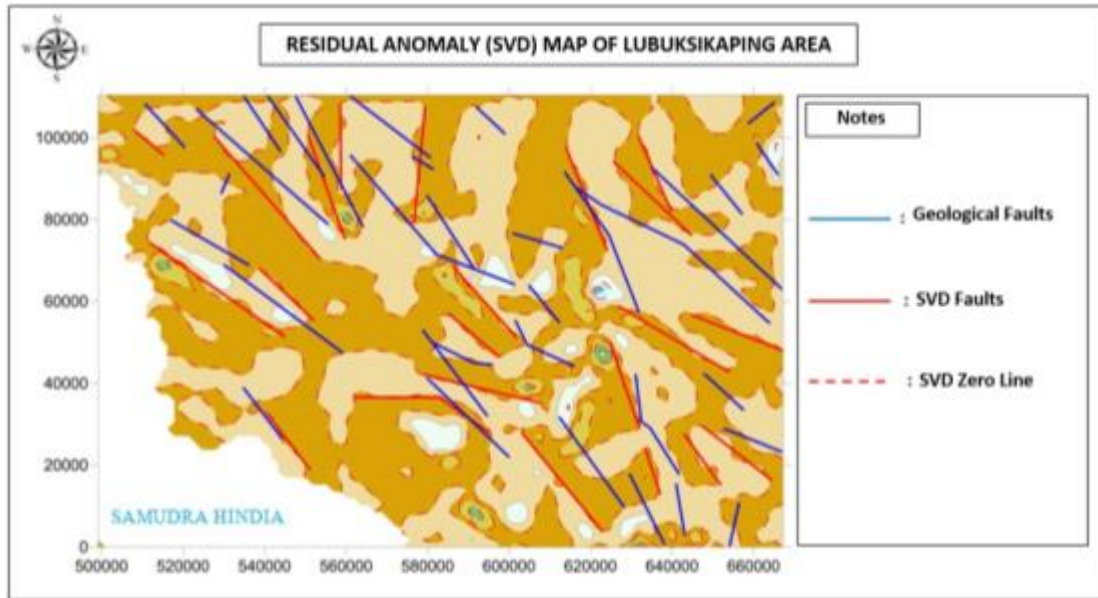 N
W E
S
RESIDUAL ANOMALY (SVD) MAP OF LUBUKSIKAPING AREA
100000
80000
60000
40000
20000
0
500000 520000 540000 560000 580000 600000 620000 640000 660000
SAMUDRA HINDIA
Notes
: Geological Faults
: SVD Faults
: SVD Zero Line